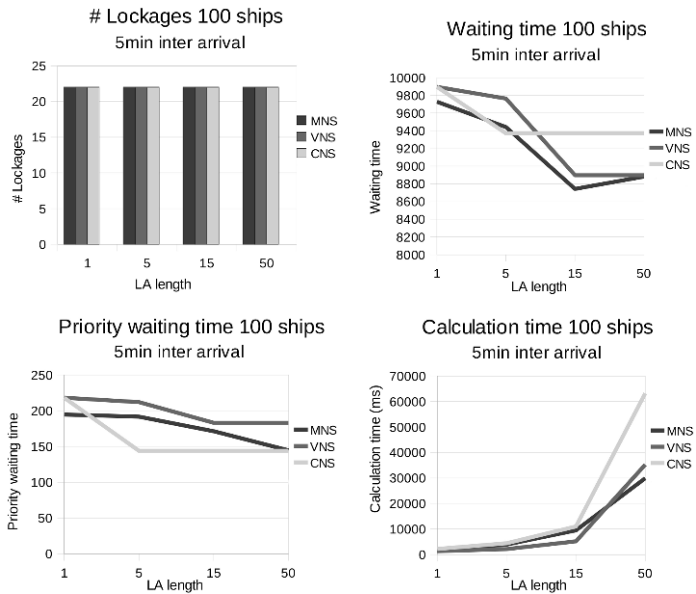 # Lockages 100 ships
5min inter arrival
25
20
15
10
5
0
# Lockages
1 5 15 50
LA length
MNS
VNS
CNS
Waiting time 100 ships
5min inter arrival
10000
9800
9600
9400
9200
9000
8800
8600
8400
8200
8000
Waiting time
1 5 15 50
LA length
MNS
VNS
CNS
Priority waiting time 100 ships
5min inter arrival
250
200
150
100
50
0
Priority waiting time
1 5 15 50
LA length
MNS
VNS
CNS
Calculation time 100 ships
5min inter arrival
70000
60000
50000
40000
30000
20000
10000
0
Calculation time (ms)
1 5 15 50
LA length
MNS
VNS
CNS